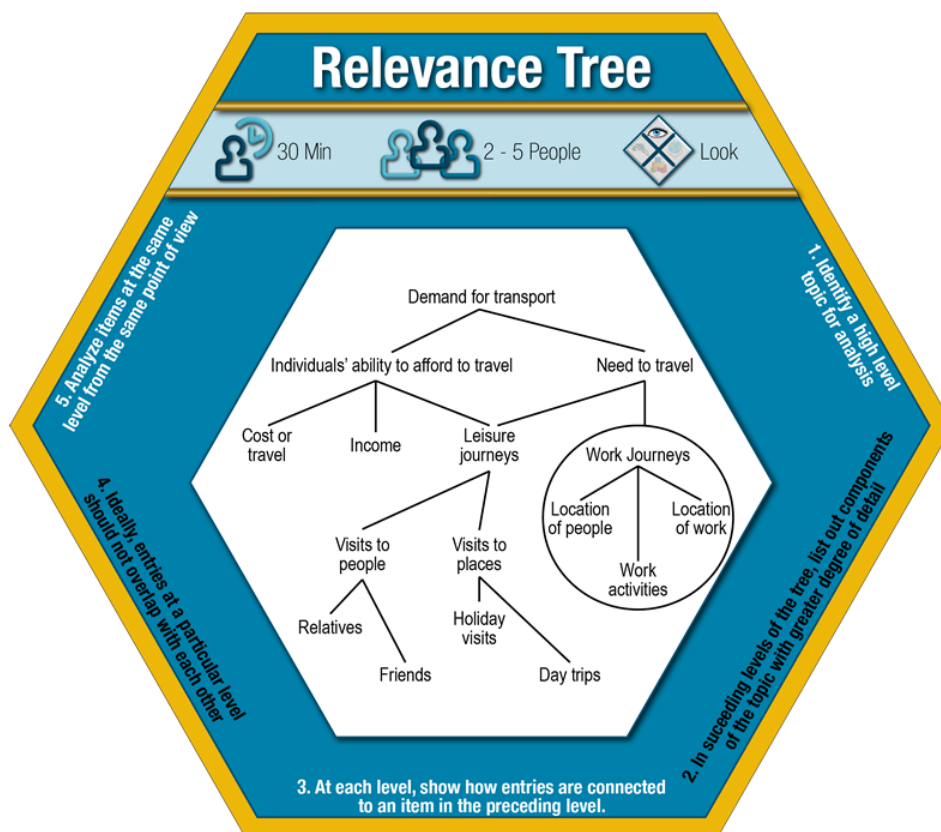 Relevance Tree
30 Min
2 - 5 People
Look
1. Identify a high level
topic for analysis
2. In suceeding levels of the tree, list out components
of the topic with greater degree of detail
3. At each level, show how entries are connected
to an item in the preceding level.
4. Ideally, entries at a particular level
should not overlap with each other
5. Analyze items at the same
level from the same point of view
Demand for transport
Individuals' ability to afford to travel
Need to travel
Cost or
travel
Income
Leisure
journeys
Work Journeys
Location
of people
Location
of work
Work
activities
Visits to
people
Visits to
places
Relatives
Friends
Holiday
visits
Day trips